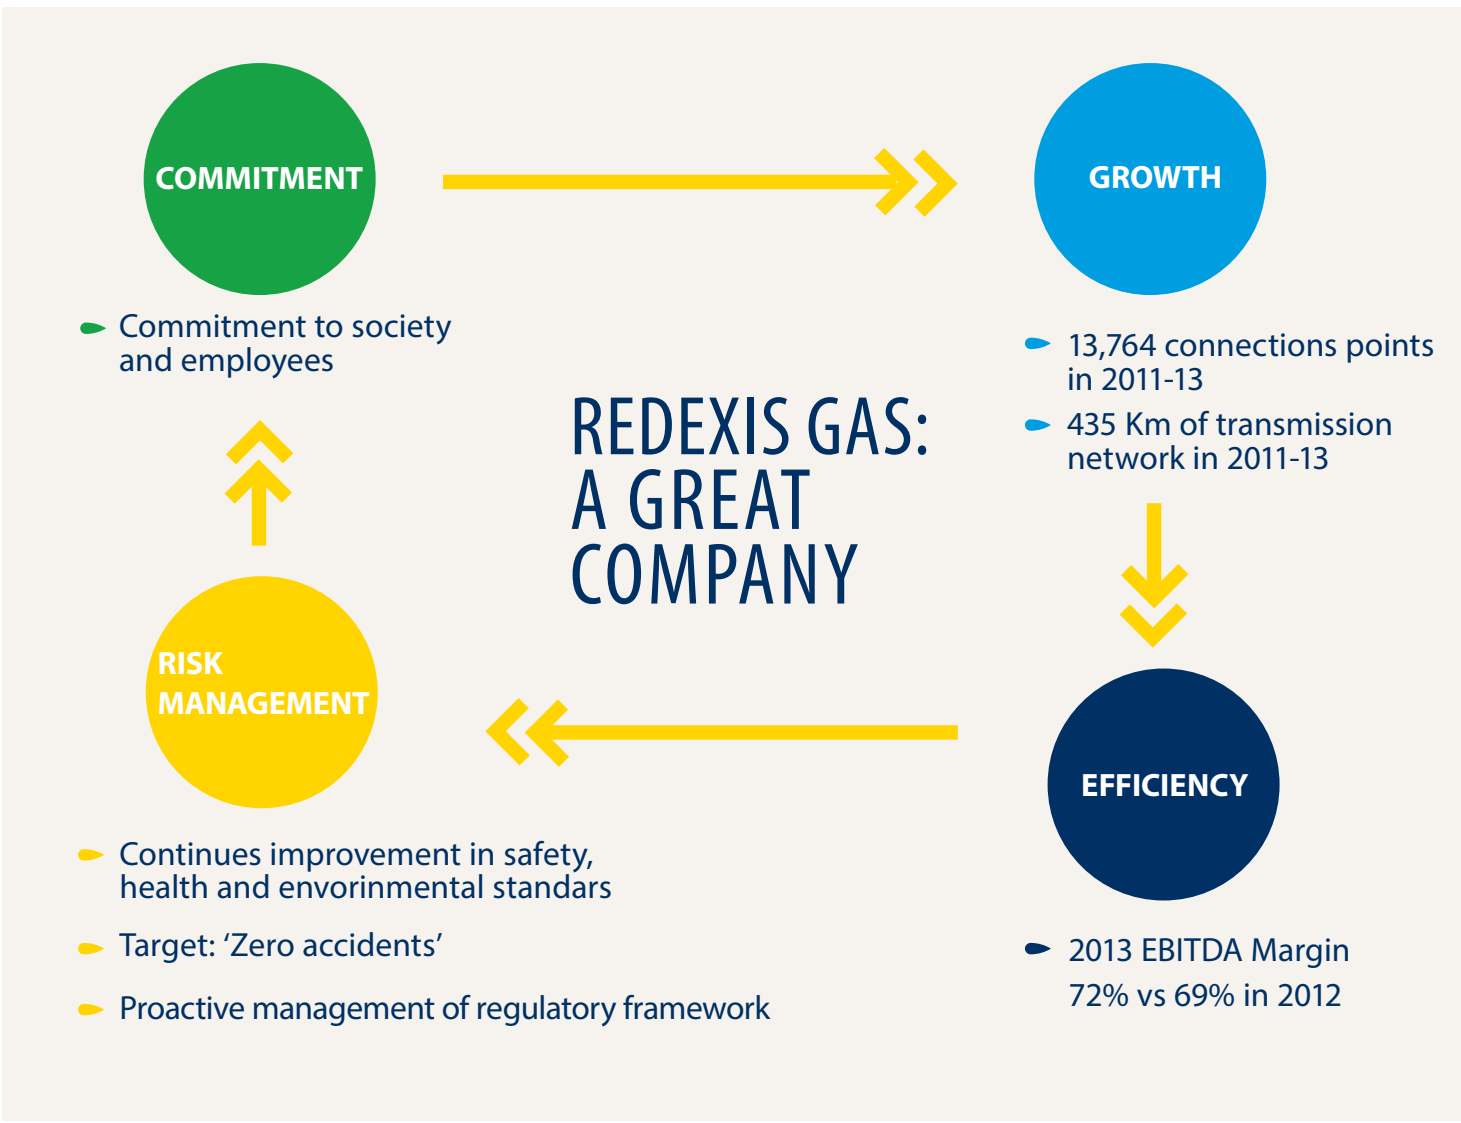 COMMITMENT
Commitment to society
and employees
GROWTH
13,764 connections points
in 2011-13
435 Km of transmission
network in 2011-13
REDEXIS GAS:
A GREAT
COMPANY
RISK
MANAGEMENT
Continues improvement in safety,
health and envorinmental standars
Target: ‘Zero accidents’
Proactive management of regulatory framework
EFFICIENCY
2013 EBITDA Margin
72% vs 69% in 2012